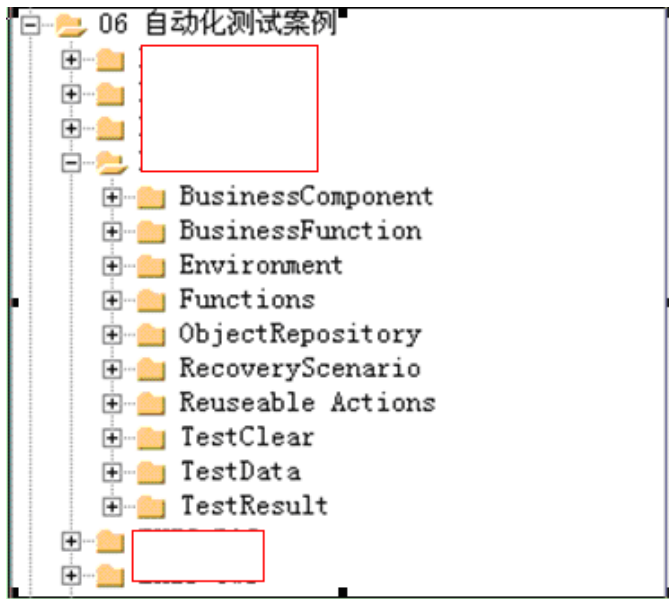 06 自动化测试案例
BusinessComponent
BusinessFunction
Environment
Functions
ObjectRepository
RecoveryScenario
Reuseable Actions
TestClear
TestData
TestResult